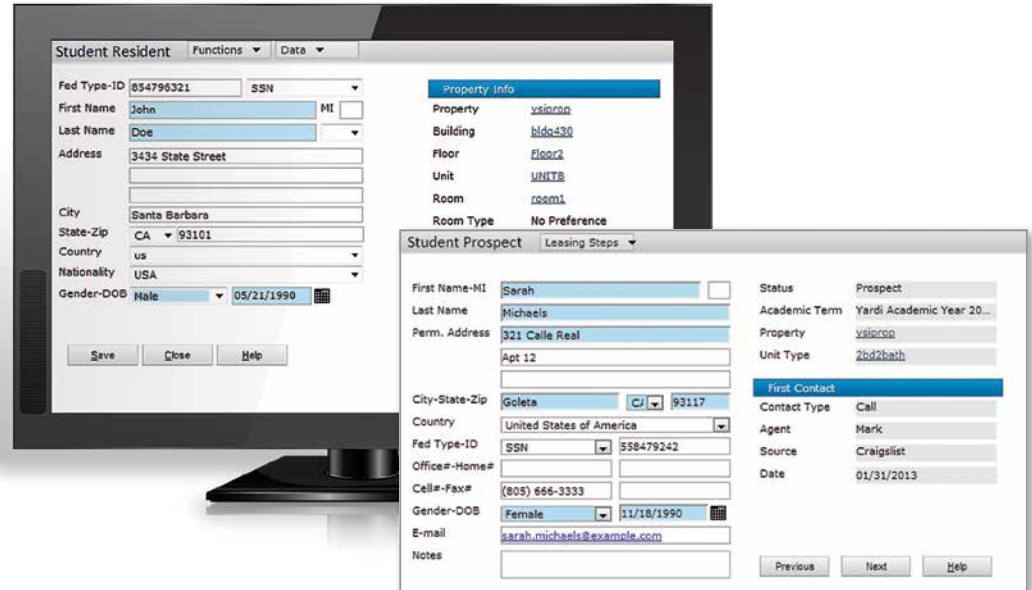 Student Resident Functions Data
Fed Type-ID 854796321 SSN
First Name John MI
Last Name Doe
Address 3434 State Street
City Santa Barbara
State-Zip CA 93101
Country us
Nationality USA
Gender-DOB Male 05/21/1990
Save Close Help
Property Info
Property vsiprop
Building bldg430
Floor Floor2
Unit UNITB
Room room1
Room Type No Preference
Student Prospect Leasing Steps
First Name-MI Sarah
Last Name Michaels
Perm. Address 321 Calle Real
Apt 12
City-State-Zip Goleta CA 93117
Country United States of America
Fed Type-ID SSN 558479242
Office#-Home#
Cell#-Fax# (805) 666-3333
Gender-DOB Female 11/18/1990
E-mail sarah.michaels@example.com
Notes
Status Prospect
Academic Term Yardi Academic Year 20...
Property vsiprop
Unit Type 2bd2bath
First Contact
Contact Type Call
Agent Mark
Source Craigslist
Date 01/31/2013
Previous Next Help